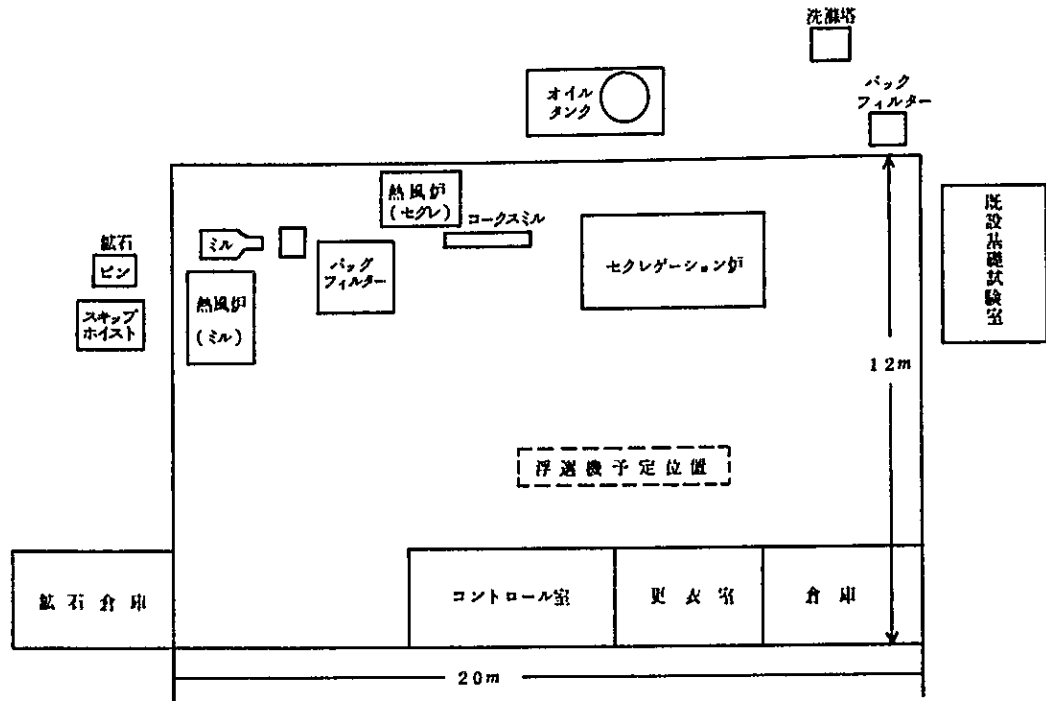 洗滌塔
オイル
タンク
バック
フィルター
熱風炉
(セグレ)
コークスミル
ミル
鉱石
ビン
バッグ
フィルター
セクレゲーション炉
既設基礎試験室
スキップ
ホイスト
熱風炉
(ミル)
12m
浮選機予定位置
鉱石倉庫
コントロール室
更衣室
倉庫
20m